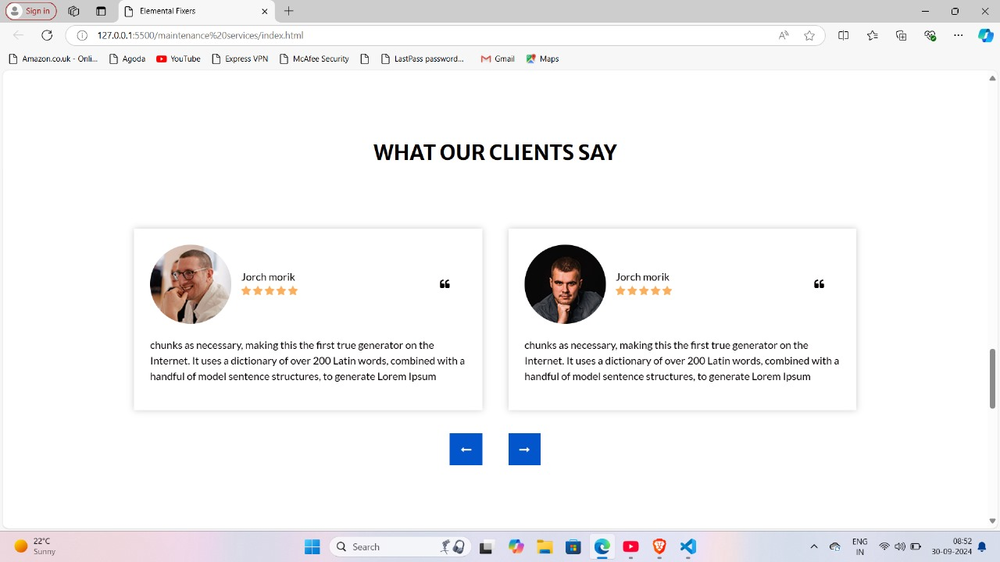 Sign in
Elemental Fixers
127.0.0.1:5500/maintenance%20services/index.html
Amazon.co.uk - Onli...
Agoda
YouTube
Express VPN
McAfee Security
LastPass password...
Gmail
Maps
WHAT OUR CLIENTS SAY
Jorch morik
chunks as necessary, making this the first true generator on the
Internet. It uses a dictionary of over 200 Latin words, combined with a
handful of model sentence structures, to generate Lorem Ipsum
Jorch morik
chunks as necessary, making this the first true generator on the
Internet. It uses a dictionary of over 200 Latin words, combined with a
handful of model sentence structures, to generate Lorem Ipsum
22°C
Sunny
Search
ENG
IN
08:52
30-09-2024